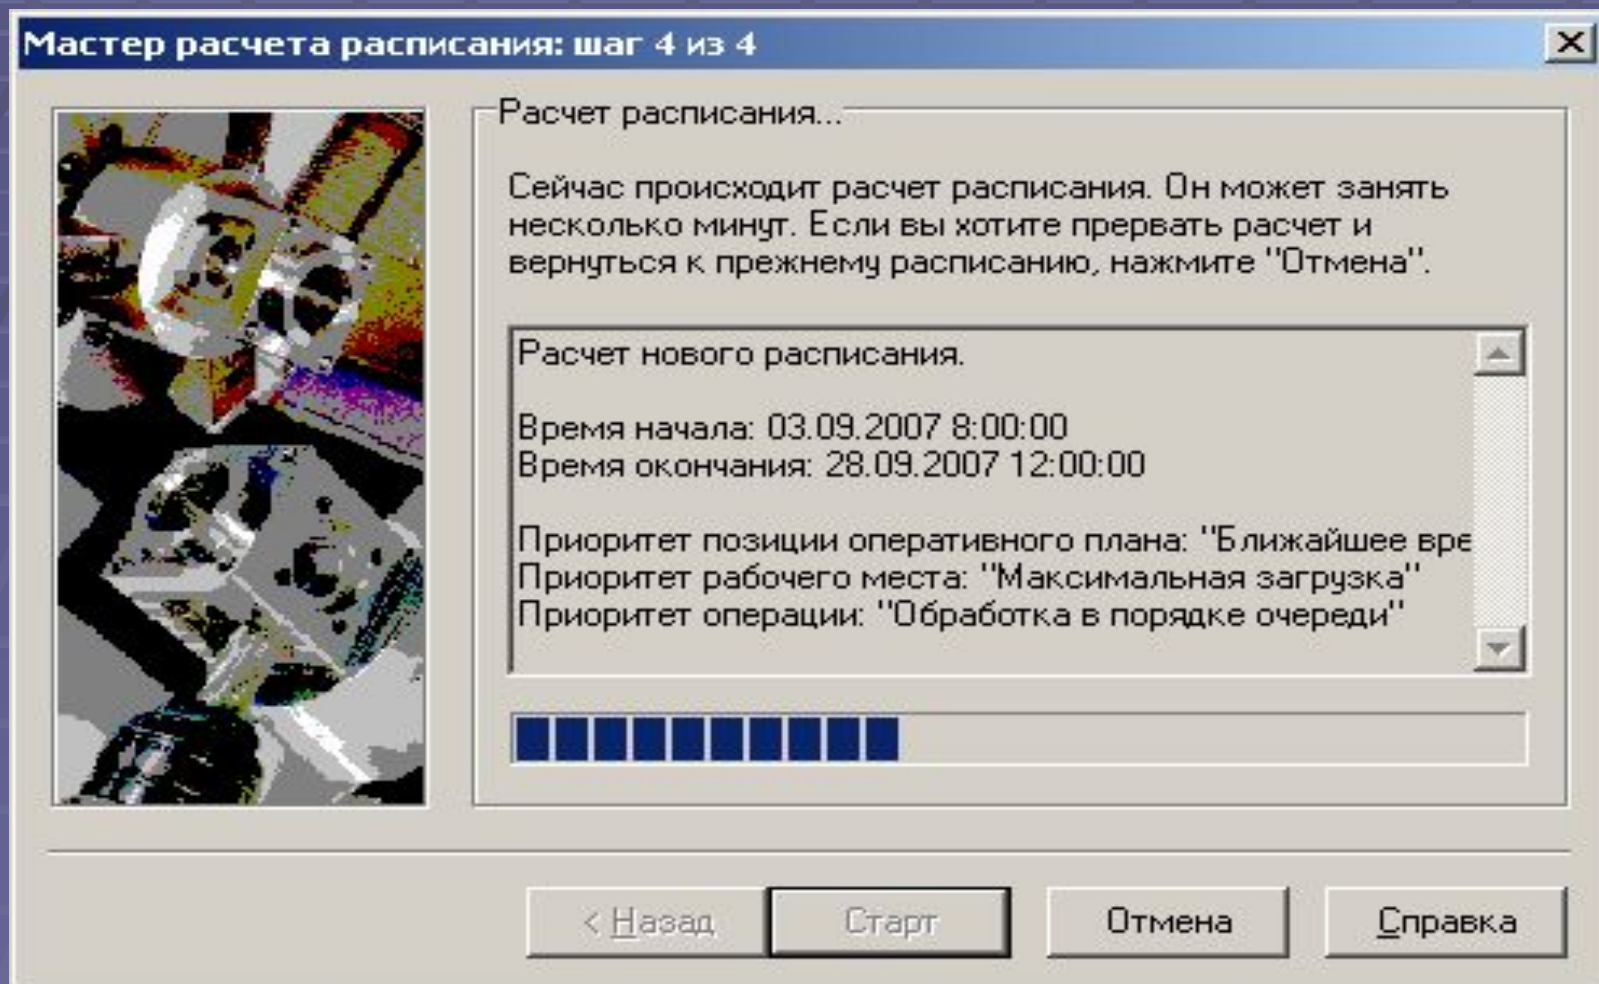 Мастер расчета расписания: шаг 4 из 4
Расчет расписания...
Сейчас происходит расчет расписания. Он может занять
несколько минут. Если вы хотите прервать расчет и
вернуться к прежнему расписанию, нажмите "Отмена".
Расчет нового расписания.
Время начала: 03.09.2007 8:00:00
Время окончания: 28.09.2007 12:00:00
Приоритет позиции оперативного плана: "Ближайшее вре
Приоритет рабочего места: "Максимальная загрузка"
Приоритет операции: "Обработка в порядке очереди"
< Назад Старт Отмена Справка